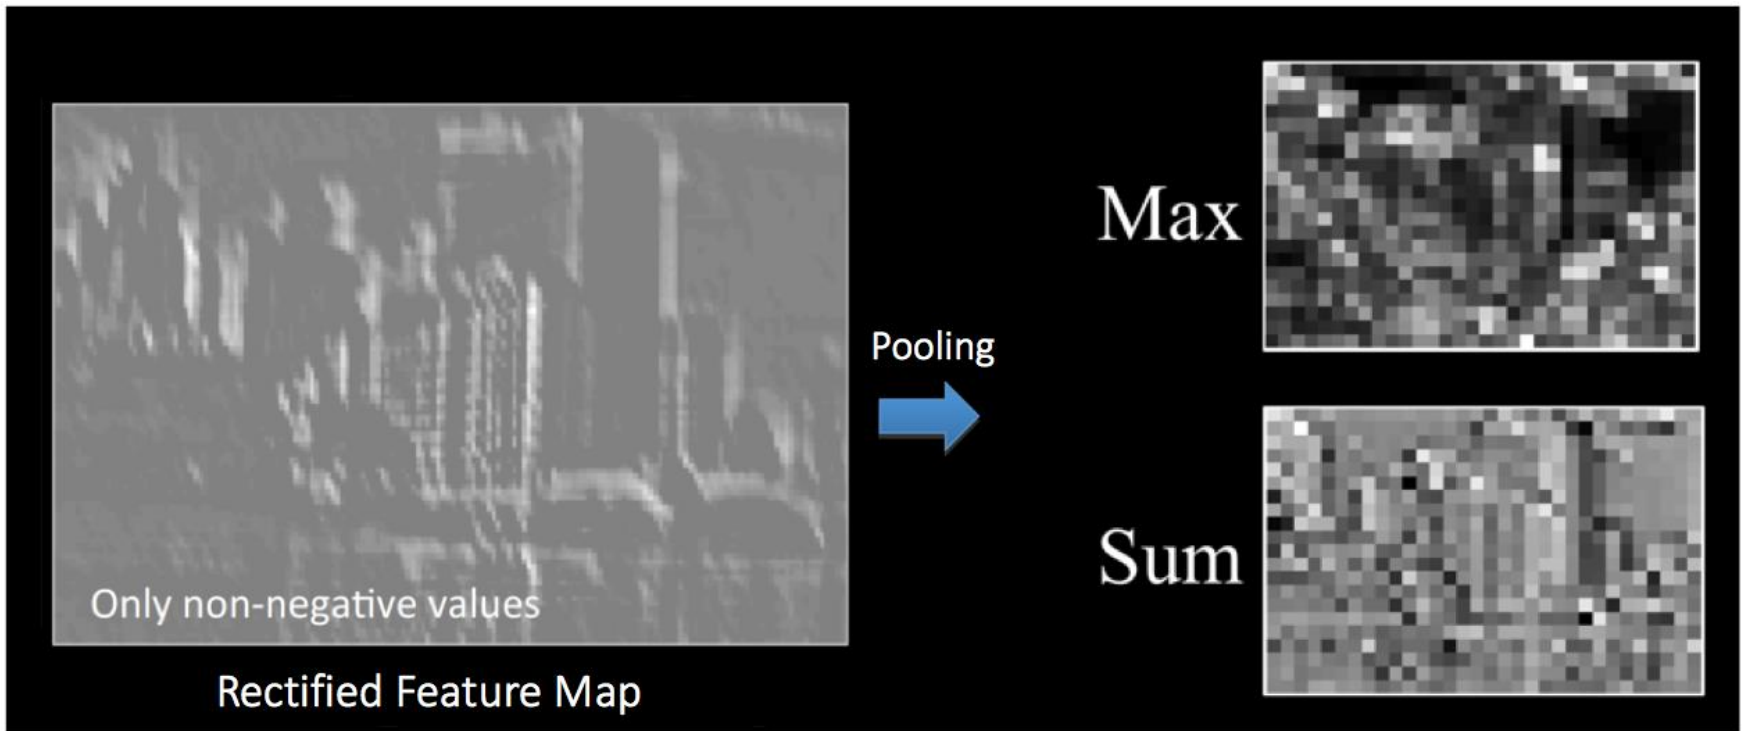 Only non-negative values
Rectified Feature Map
Pooling
Max
Sum